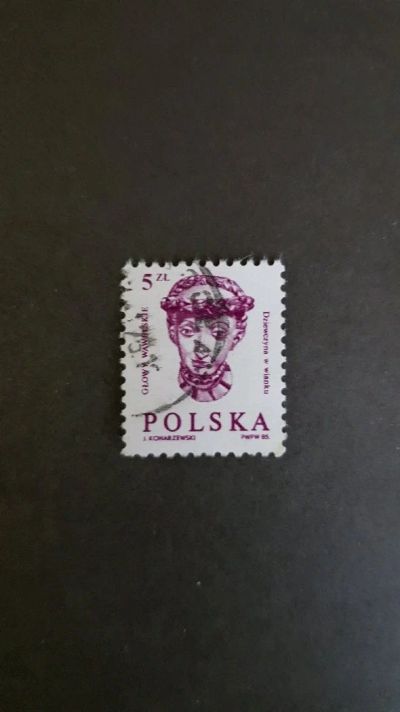 5 ZŁ
GŁOWY WAWELSKIE
Dziewczyna w wianku
POLSKA
J. KONARZEWSKI
PWPW 85.